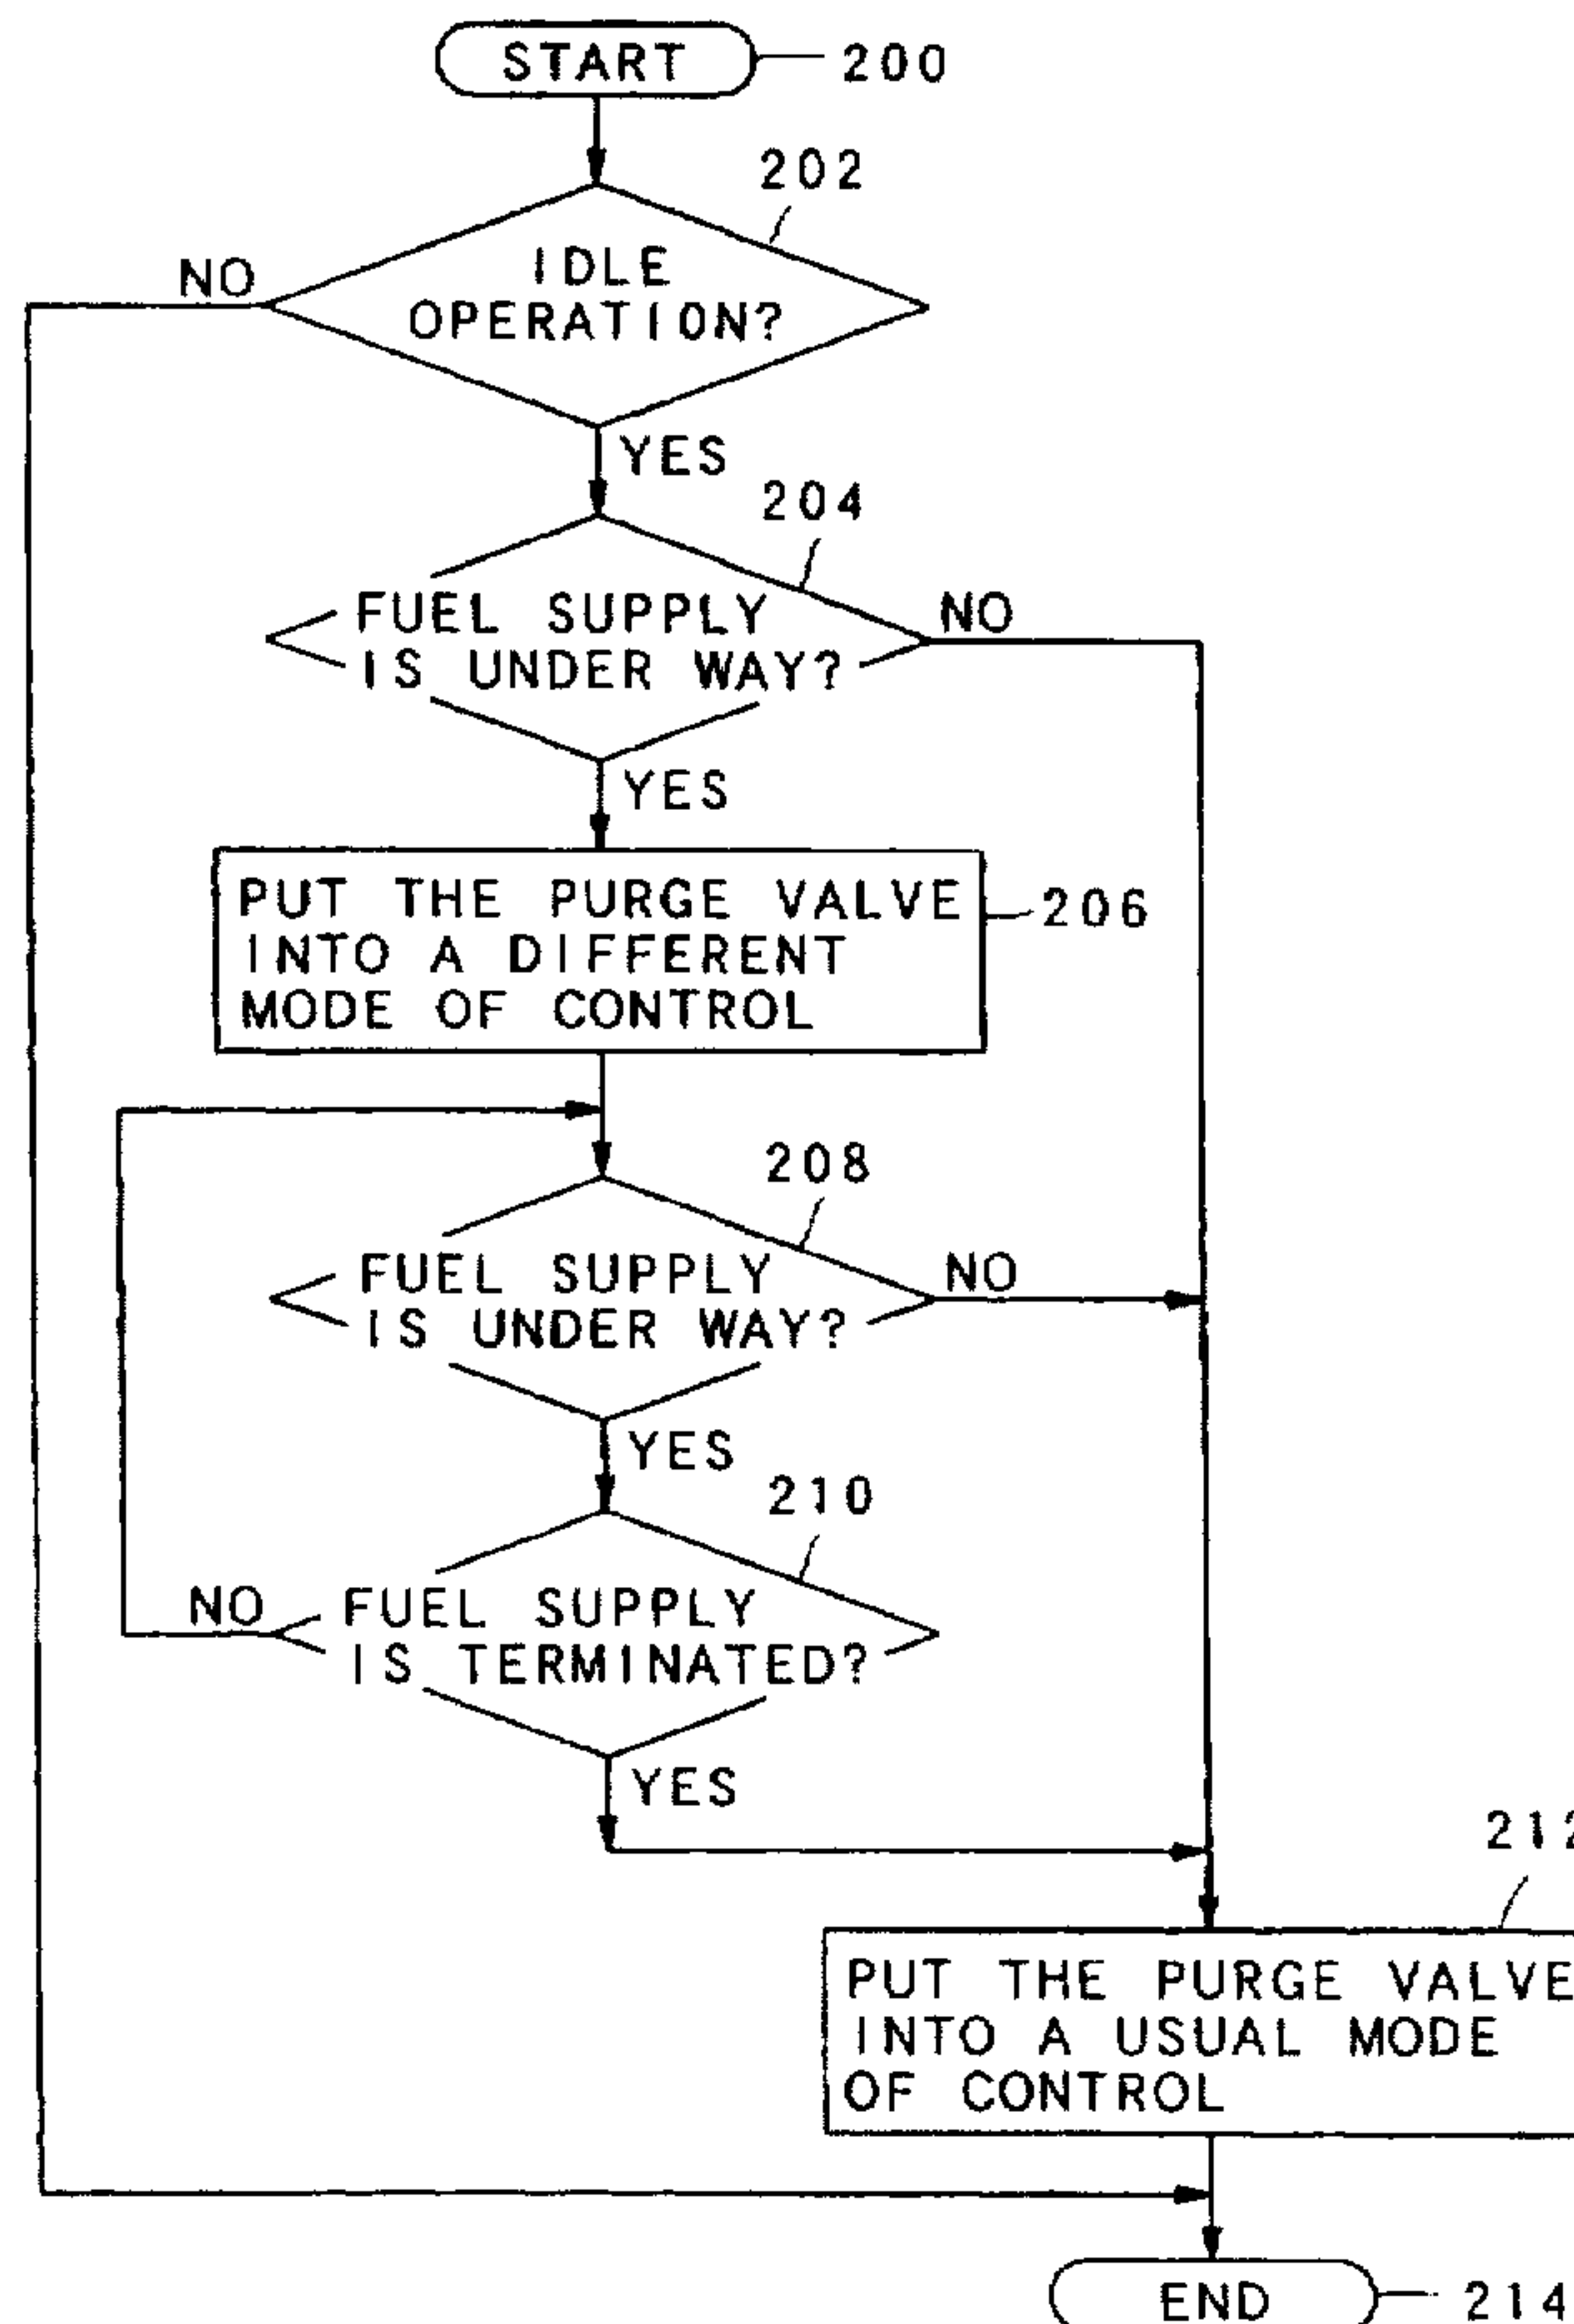 START
200
202
NO
IDLE
OPERATION?
YES
204
FUEL SUPPLY
IS UNDER WAY?
NO
YES
PUT THE PURGE VALVE
INTO A DIFFERENT
MODE OF CONTROL
206
208
FUEL SUPPLY
IS UNDER WAY?
NO
YES
210
NO
FUEL SUPPLY
IS TERMINATED?
YES
212
PUT THE PURGE VALVE
INTO A USUAL MODE
OF CONTROL
END
214